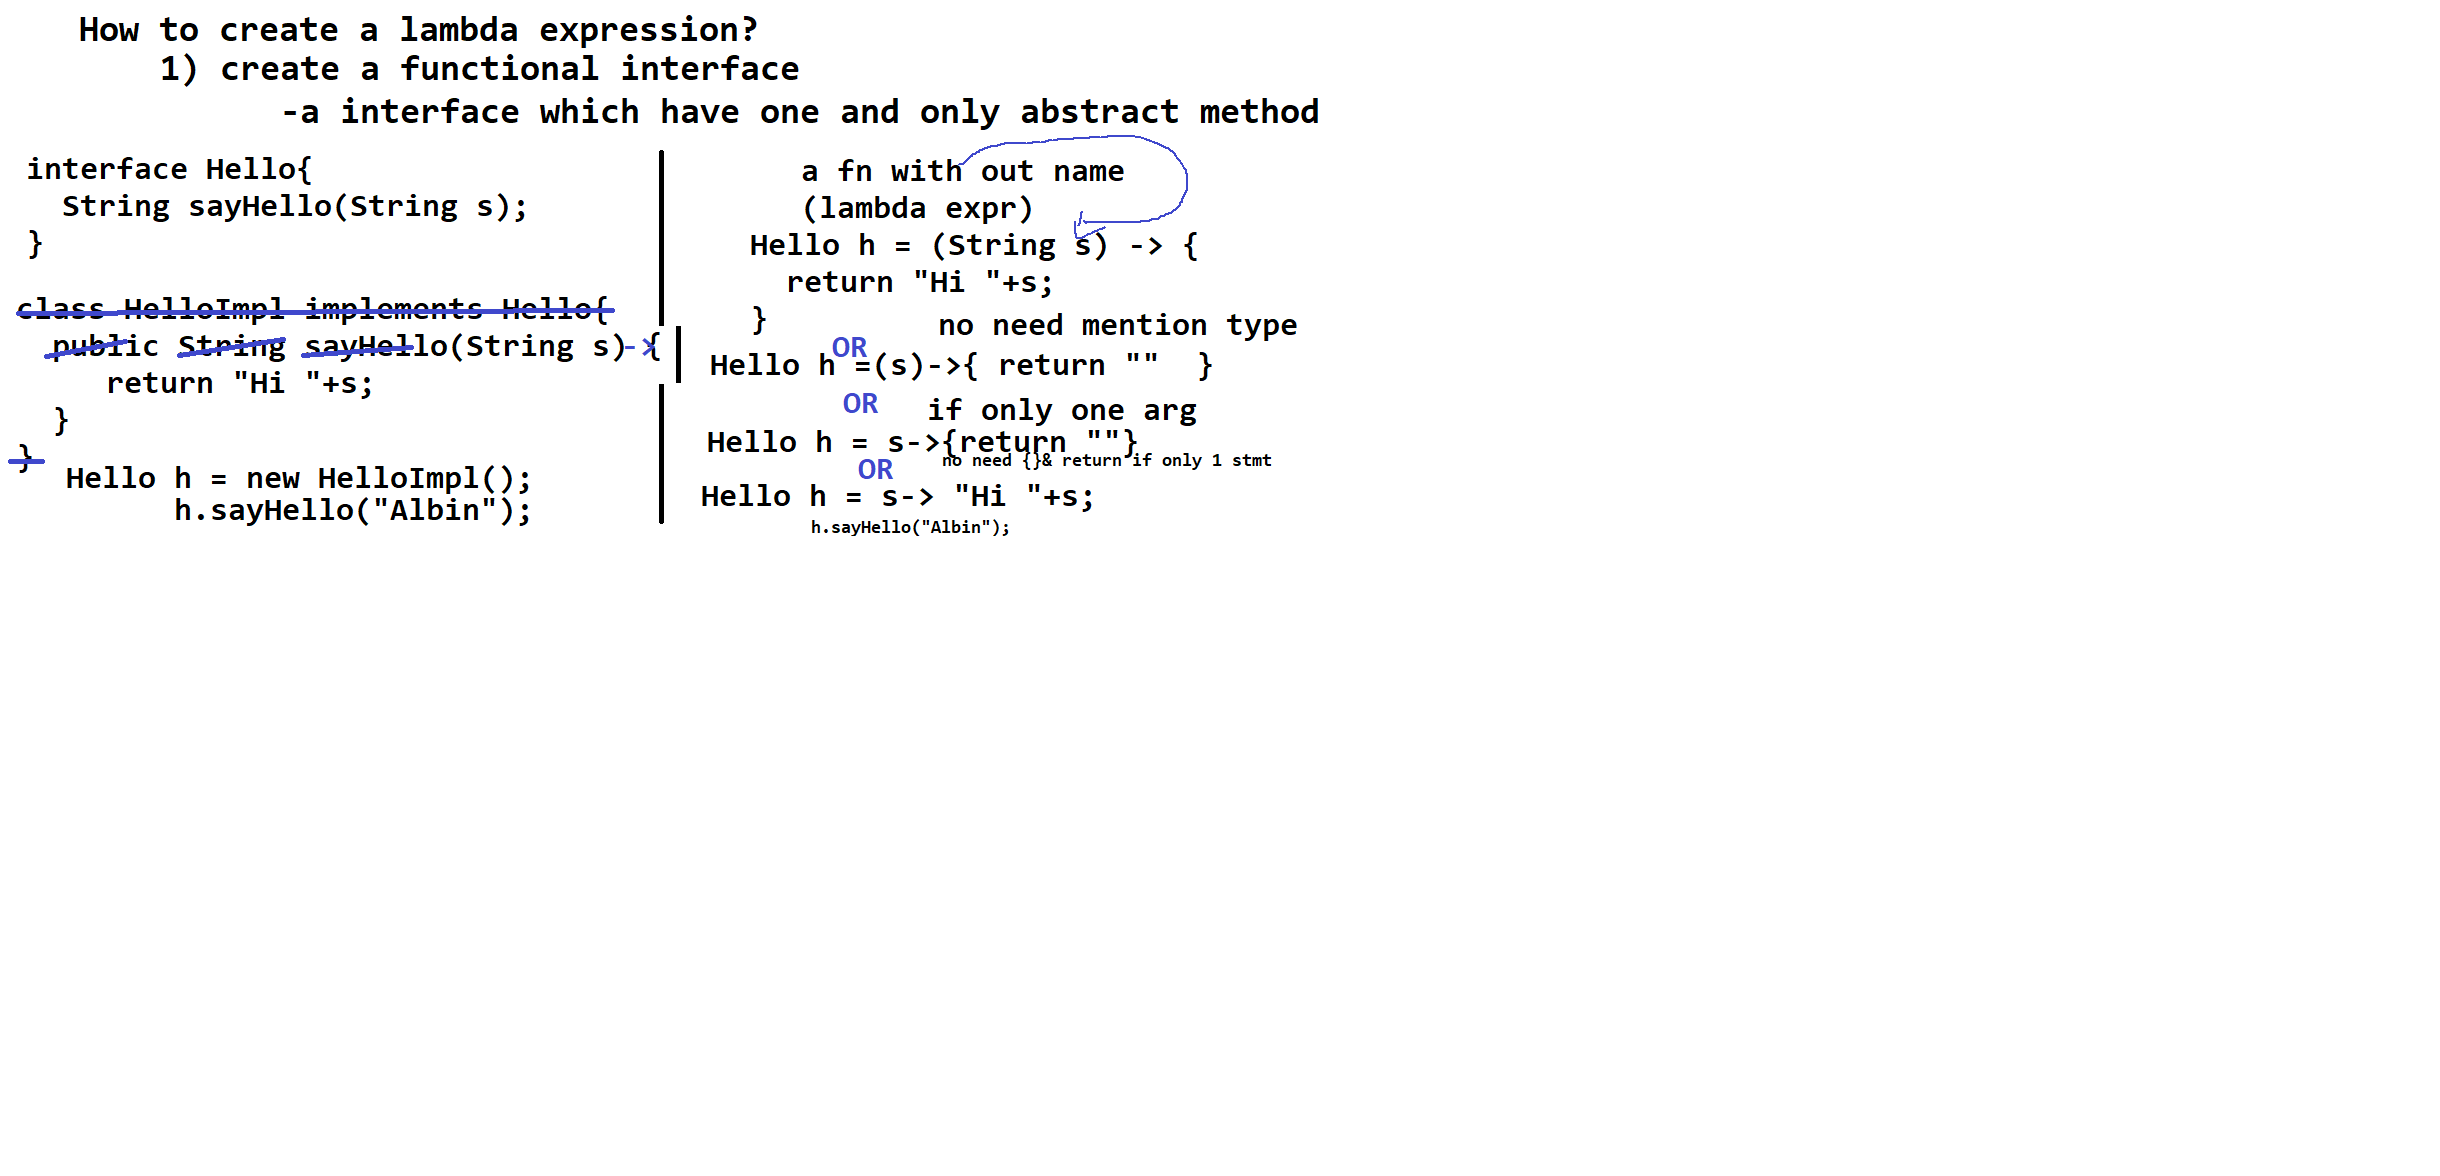 How to create a lambda expression?
1) create a functional interface
-a interface which have one and only abstract method
interface Hello{
String sayHello(String s);
}
class HelloImpl implements Hello{
public String sayHello(String s)->{
return "Hi "+s;
}
}
Hello h = new HelloImpl();
h.sayHello("Albin");
a fn with out name
(lambda expr)
Hello h = (String s) -> {
return "Hi "+s;
}
no need mention type
OR
Hello h =(s)->{ return "" }
OR
if only one arg
Hello h = s->{return ""}
no need {}& return if only 1 stmt
OR
Hello h = s-> "Hi "+s;
h.sayHello("Albin");